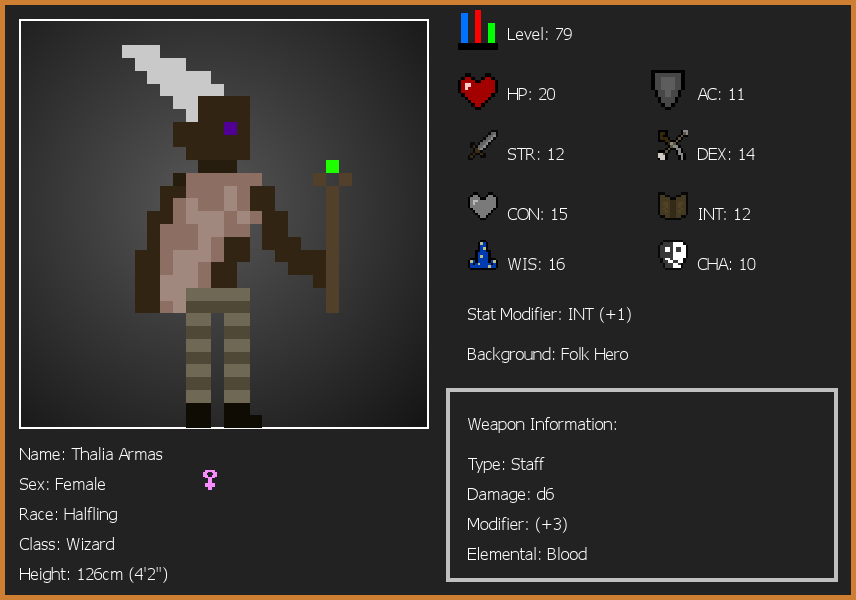 Level: 79
HP: 20
AC: 11
STR: 12
DEX: 14
CON: 15
INT: 12
WIS: 16
CHA: 10
Stat Modifier: INT (+1)
Background: Folk Hero
Weapon Information:
Type: Staff
Damage: d6
Modifier: (+3)
Elemental: Blood
Name: Thalia Armas
Sex: Female
Race: Halfling
Class: Wizard
Height: 126cm (4'2")